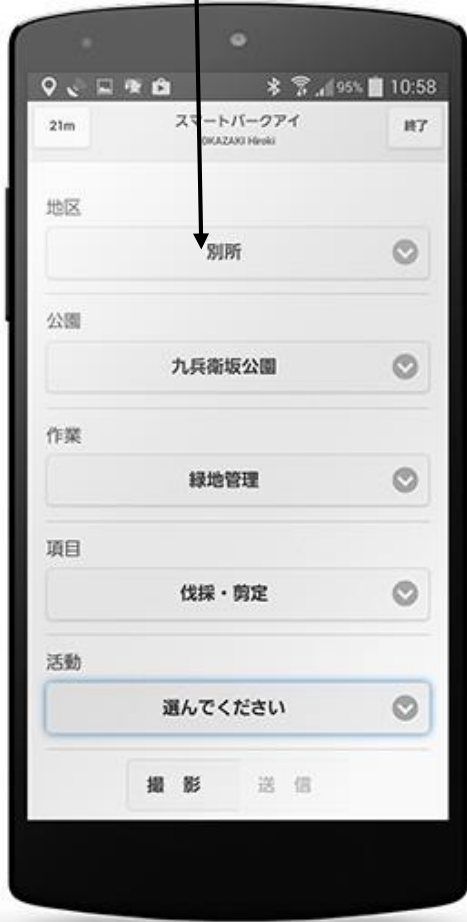 95% 10:58
21m スマートパークアイ 終了
OKAZAKI Hiroki
地区
別所
公園
九兵衛坂公園
作業
緑地管理
項目
伐採・剪定
活動
選んでください
撮 影 送 信